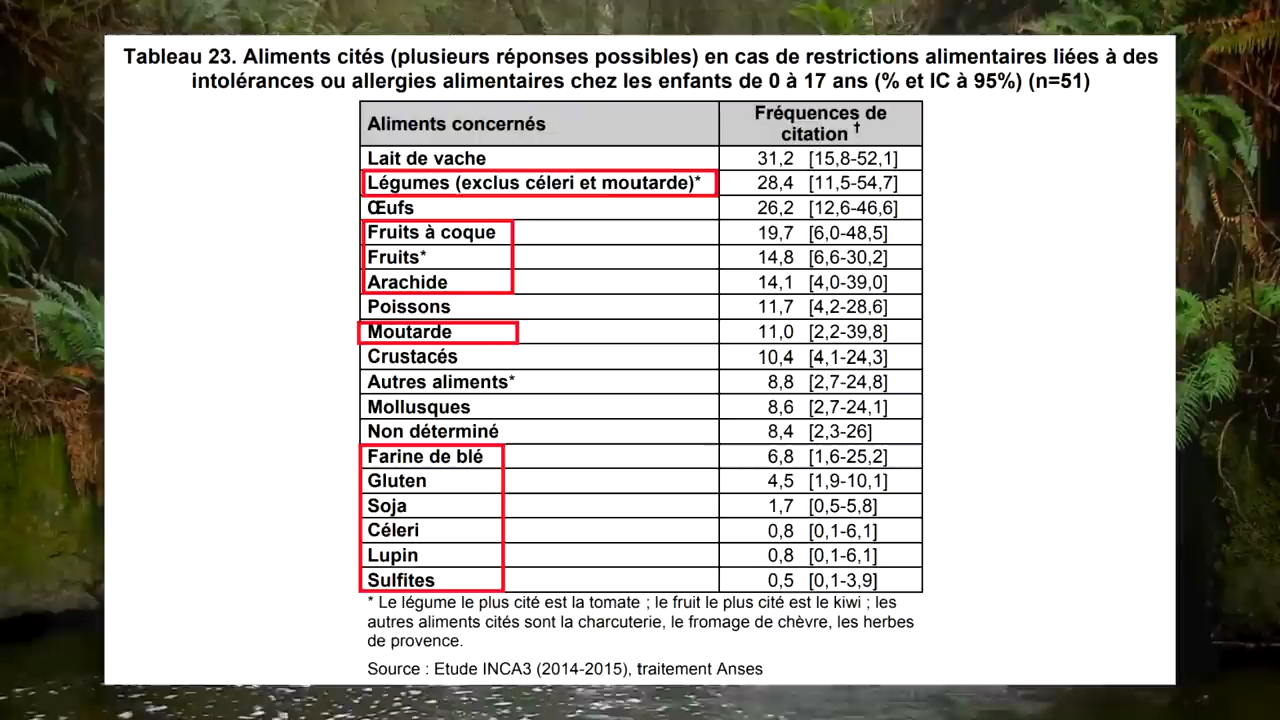 Tableau 23. Aliments cités (plusieurs réponses possibles) en cas de restrictions alimentaires liées à des
intolérances ou allergies alimentaires chez les enfants de 0 à 17 ans (% et IC à 95%) (n=51)
Aliments concernés Fréquences de citation †
Lait de vache 31,2 [15,8-52,1]
Légumes (exclus céleri et moutarde)* 28,4 [11,5-54,7]
Œufs 26,2 [12,6-46,6]
Fruits à coque 19,7 [6,0-48,5]
Fruits* 14,8 [6,6-30,2]
Arachide 14,1 [4,0-39,0]
Poissons 11,7 [4,2-28,6]
Moutarde 11,0 [2,2-39,8]
Crustacés 10,4 [4,1-24,3]
Autres aliments* 8,8 [2,7-24,8]
Mollusques 8,6 [2,7-24,1]
Non déterminé 8,4 [2,3-26]
Farine de blé 6,8 [1,6-25,2]
Gluten 4,5 [1,9-10,1]
Soja 1,7 [0,5-5,8]
Céleri 0,8 [0,1-6,1]
Lupin 0,8 [0,1-6,1]
Sulfites 0,5 [0,1-3,9]
* Le légume le plus cité est la tomate ; le fruit le plus cité est le kiwi ; les
autres aliments cités sont la charcuterie, le fromage de chèvre, les herbes
de provence.
Source : Etude INCA3 (2014-2015), traitement Anses